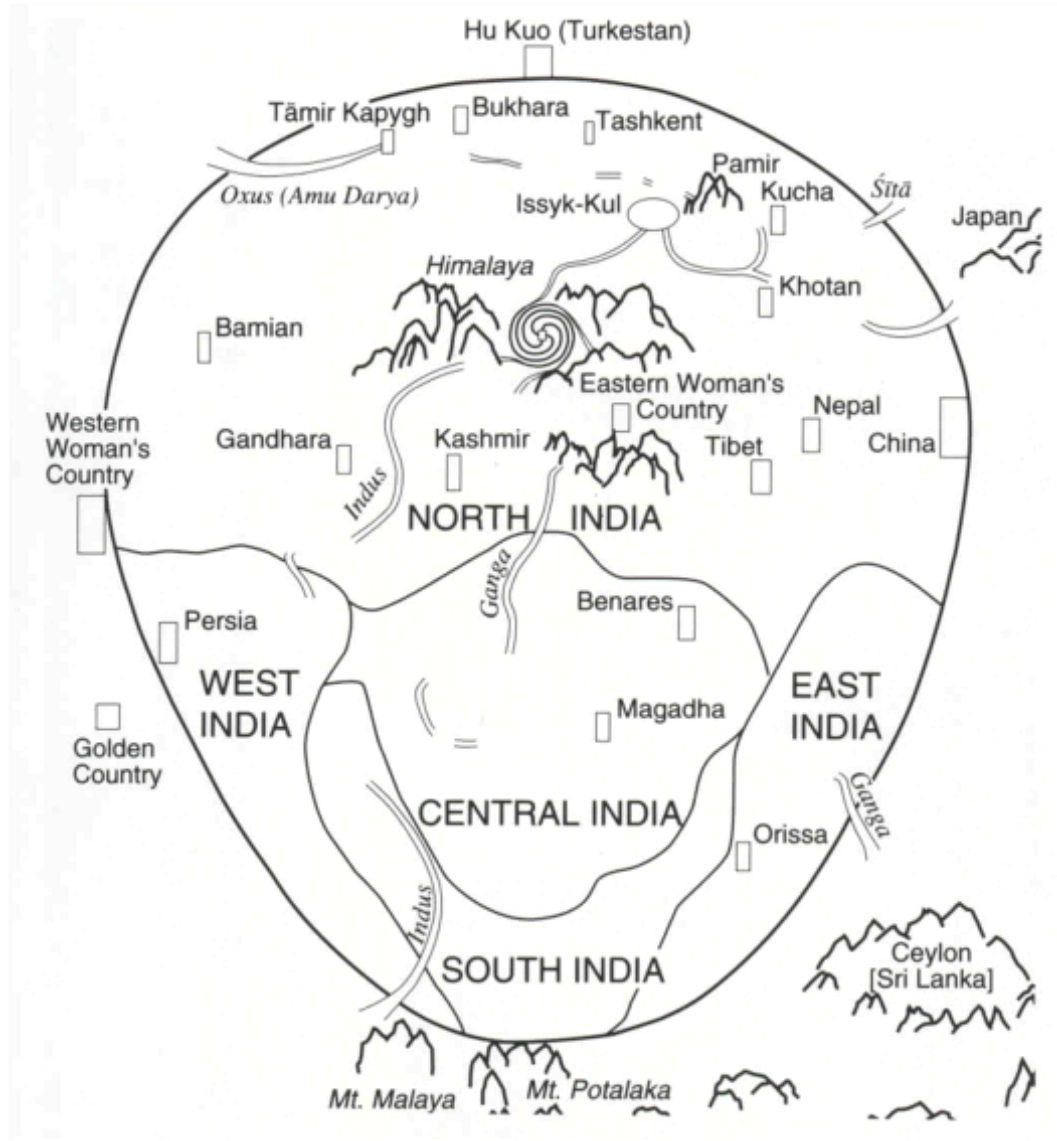 Hu Kuo (Turkestan)
Tämir Kapygh
Bukhara
Tashkent
Pamir
Oxus (Amu Darya)
Issyk-Kul
Kucha
Śītā
Japan
Himalaya
Khotan
Bamian
Eastern Woman's
Country
Nepal
Western
Woman's
Country
Gandhara
Kashmir
Tibet
China
Indus
NORTH INDIA
Ganga
Benares
Persia
WEST
INDIA
EAST
INDIA
Magadha
Golden
Country
CENTRAL INDIA
Ganga
Orissa
Indus
SOUTH INDIA
Ceylon
[Sri Lanka]
Mt. Malaya
Mt. Potalaka